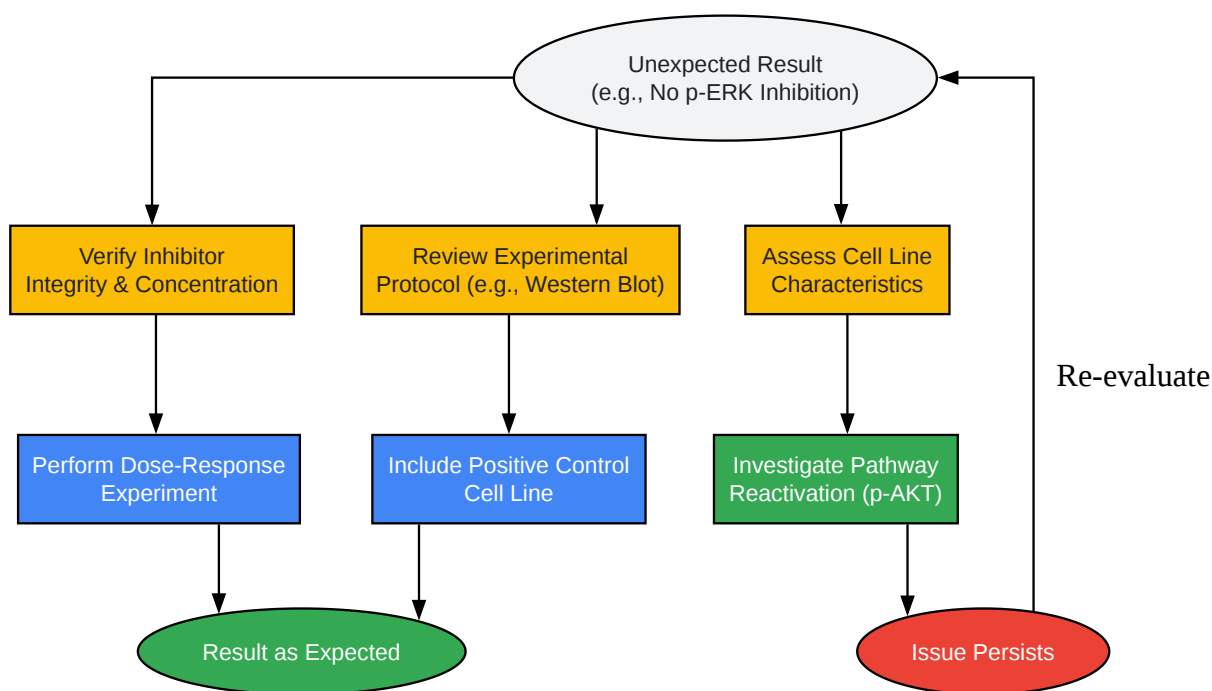 Unexpected Result
(e.g., No p-ERK Inhibition)
Verify Inhibitor
Integrity & Concentration
Review Experimental
Protocol (e.g., Western Blot)
Assess Cell Line
Characteristics
Re-evaluate
Perform Dose-Response
Experiment
Include Positive Control
Cell Line
Investigate Pathway
Reactivation (p-AKT)
Result as Expected
Issue Persists